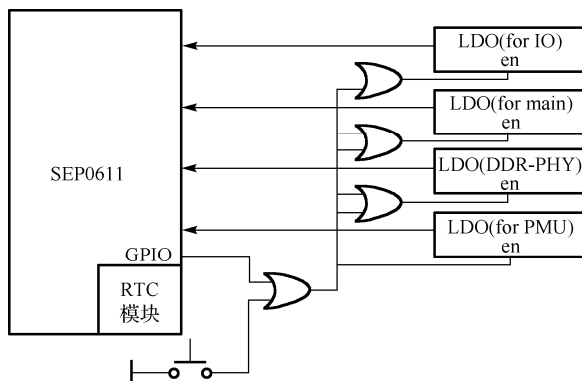 LDO(for IO)
en
LDO(for main)
en
SEP0611
LDO(DDR-PHY)
en
LDO(for PMU)
en
GPIO
RTC
模块